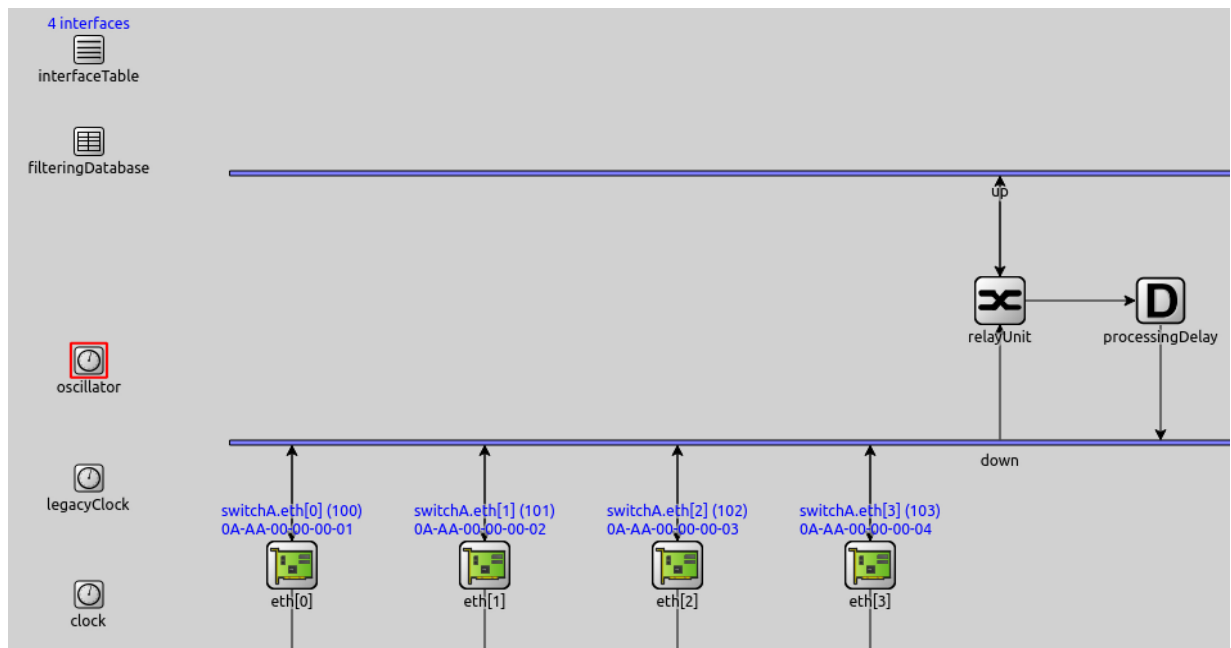 4 interfaces
interfaceTable
filteringDatabase
up
relayUnit
D
processingDelay
oscillator
down
legacyClock
switchA.eth[0] (100)
0A-AA-00-00-00-01
switchA.eth[1] (101)
0A-AA-00-00-00-02
switchA.eth[2] (102)
0A-AA-00-00-00-03
switchA.eth[3] (103)
0A-AA-00-00-00-04
clock
eth[0]
eth[1]
eth[2]
eth[3]